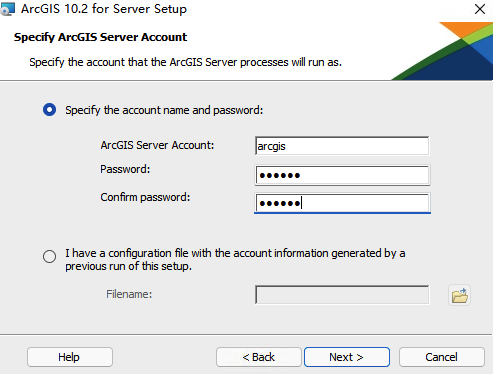 ArcGIS 10.2 for Server Setup
Specify ArcGIS Server Account
Specify the account that the ArcGIS Server processes will run as.
Specify the account name and password:
ArcGIS Server Account:
arcgis
Password:
●●●●●●
Confirm password:
●●●●●●
I have a configuration file with the account information generated by a
previous run of this setup.
Filename:
Help
< Back
Next >
Cancel